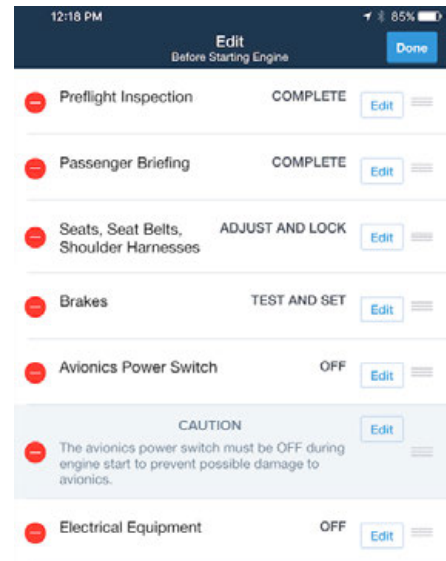 12:18 PM 85%
Edit
Before Starting Engine
Done
Preflight Inspection COMPLETE Edit
Passenger Briefing COMPLETE Edit
Seats, Seat Belts, ADJUST AND LOCK Edit
Shoulder Harnesses
Brakes TEST AND SET Edit
Avionics Power Switch OFF Edit
CAUTION Edit
The avionics power switch must be OFF during
engine start to prevent possible damage to
avionics.
Electrical Equipment OFF Edit